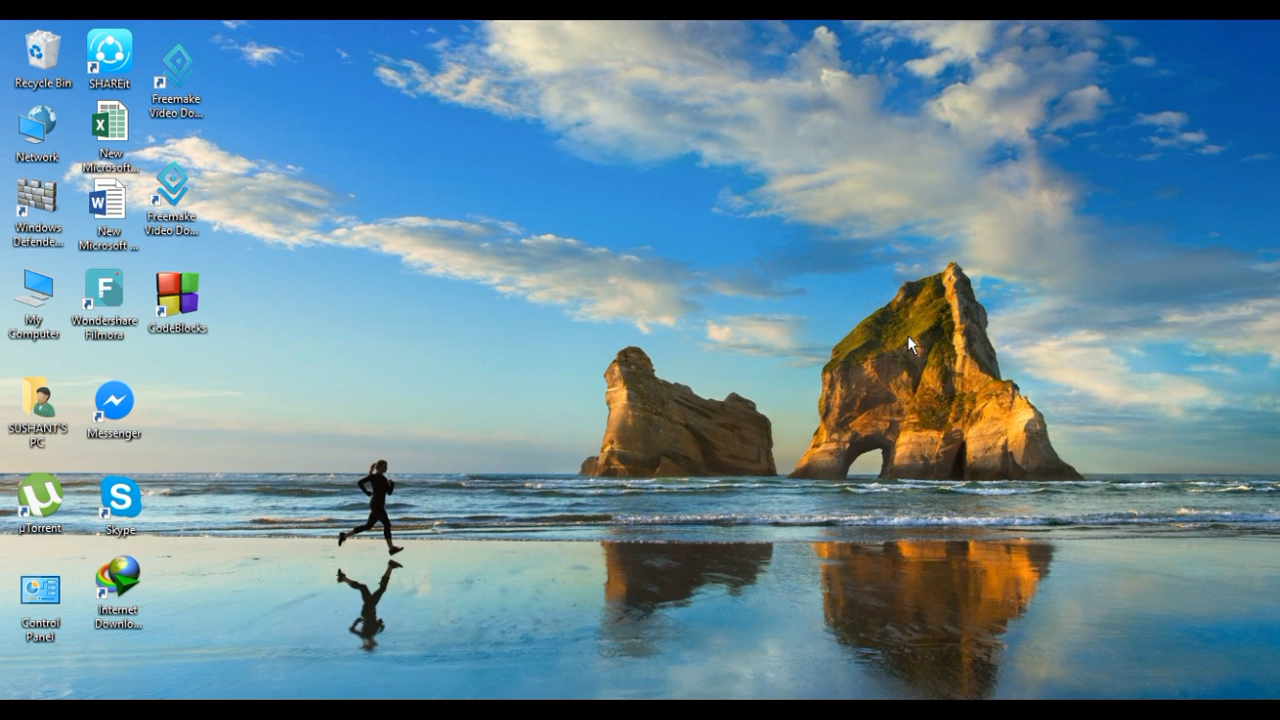 Recycle Bin
SHAREit
Freemake
Video Do...
Network
New
Microsoft...
Windows
Defende...
New
Microsoft ...
Freemake
Video Do...
My
Computer
Wondershare
Filmora
CodeBlocks
SUSHANT'S
PC
Messenger
µTorrent
Skype
Control
Panel
Internet
Downlo...